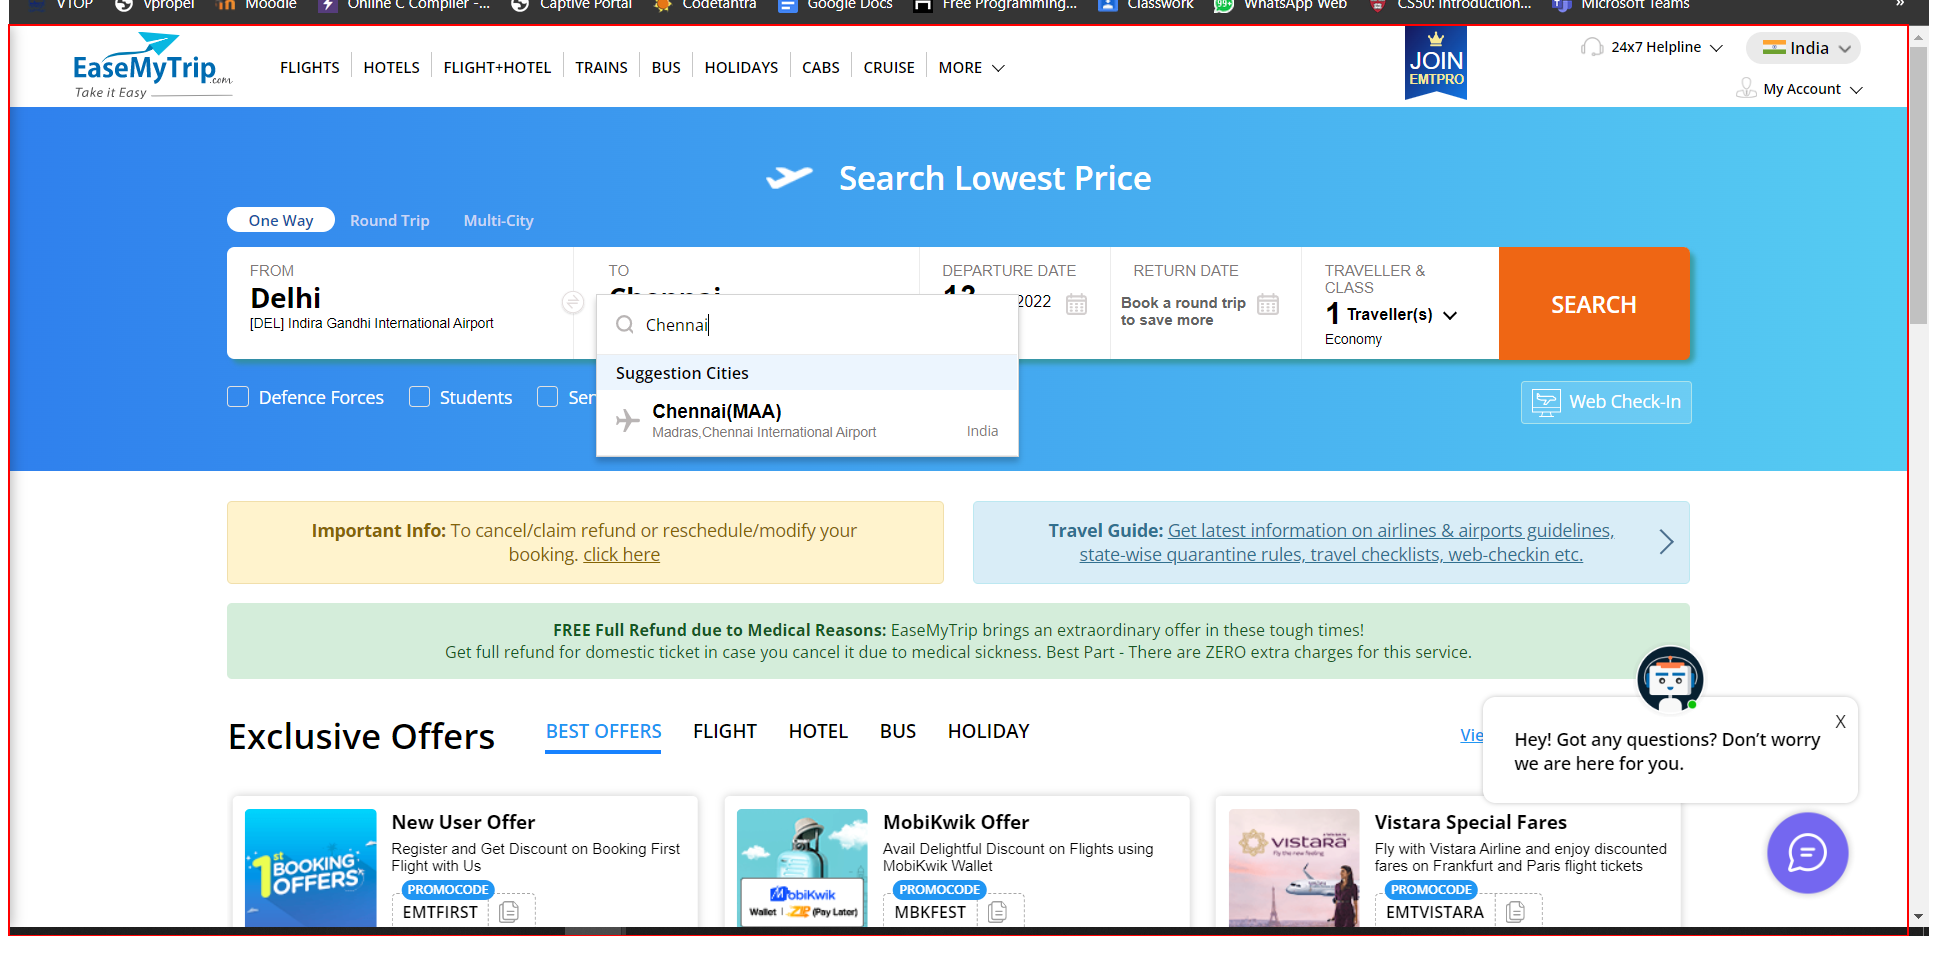 VTOP Vpropel Moodle Online C Compiler -... Captive Portal Codetantra Google Docs Free Programming... Classwork WhatsApp Web CS50: Introduction... Microsoft Teams »
EaseMyTrip.com
Take it Easy
FLIGHTS HOTELS FLIGHT+HOTEL TRAINS BUS HOLIDAYS CABS CRUISE MORE
JOIN
EMTPRO
24x7 Helpline
India
My Account
Search Lowest Price
One Way Round Trip Multi-City
FROM
Delhi
[DEL] Indira Gandhi International Airport
TO
Chennai
DEPARTURE DATE
12 2022
RETURN DATE
Book a round trip
to save more
TRAVELLER &
CLASS
1 Traveller(s)
Economy
SEARCH
Chennai
Suggestion Cities
Chennai(MAA)
Madras,Chennai International Airport
India
Defence Forces Students Sen
Web Check-In
Important Info: To cancel/claim refund or reschedule/modify your
booking. click here
Travel Guide: Get latest information on airlines & airports guidelines,
state-wise quarantine rules, travel checklists, web-checkin etc.
FREE Full Refund due to Medical Reasons: EaseMyTrip brings an extraordinary offer in these tough times!
Get full refund for domestic ticket in case you cancel it due to medical sickness. Best Part - There are ZERO extra charges for this service.
Exclusive Offers
BEST OFFERS FLIGHT HOTEL BUS HOLIDAY
Vie
X
Hey! Got any questions? Don't worry
we are here for you.
1st BOOKING
OFFERS
New User Offer
Register and Get Discount on Booking First
Flight with Us
PROMOCODE
EMTFIRST
MobiKwik
Wallet | ZIP (Pay Later)
MobiKwik Offer
Avail Delightful Discount on Flights using
MobiKwik Wallet
PROMOCODE
MBKFEST
VISTARA
Fly the new feeling
Vistara Special Fares
Fly with Vistara Airline and enjoy discounted
fares on Frankfurt and Paris flight tickets
PROMOCODE
EMTVISTARA